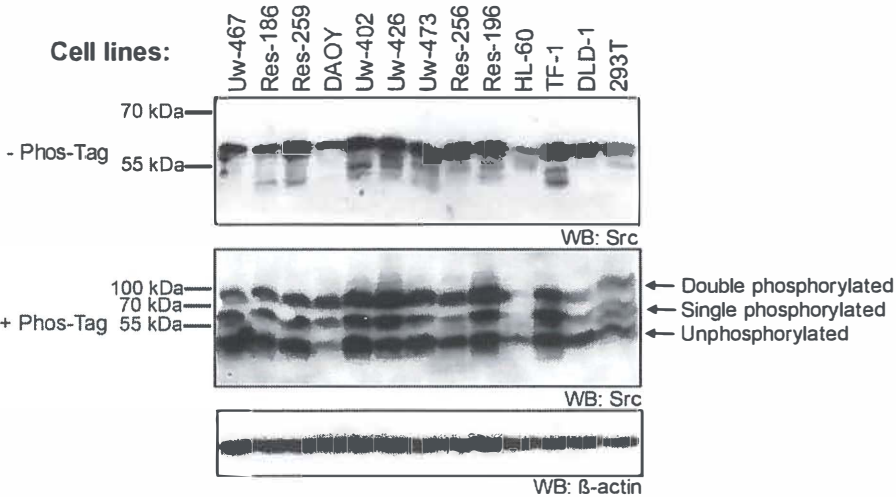 Cell lines:
Uw-467
Res-186
Res-259
DAOY
Uw-402
Uw-426
Uw-473
Res-256
Res-196
HL-60
TF-1
DLD-1
293T
70 kDa
- Phos-Tag
55 kDa
WB: Src
100 kDa
70 kDa
+ Phos-Tag
55 kDa
Double phosphorylated
Single phosphorylated
Unphosphorylated
WB: Src
WB: ß-actin